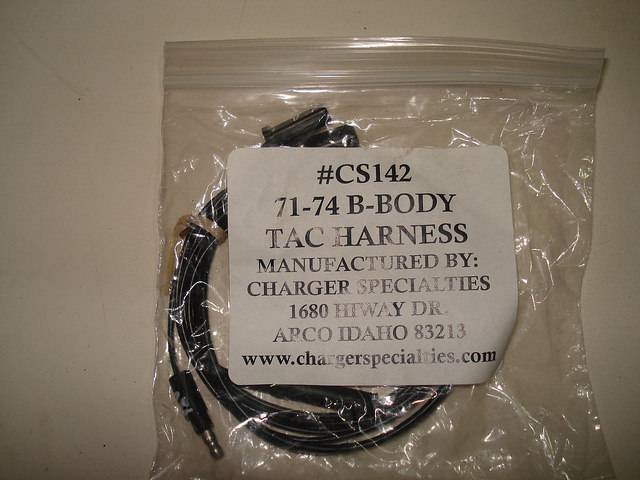 #CS142
71-74 B-BODY
TAC HARNESS
MANUFACTURED BY:
CHARGER SPECIALTIES
1680 HIWAY DR.
ARCO IDAHO 83213
www.chargerspecialties.com